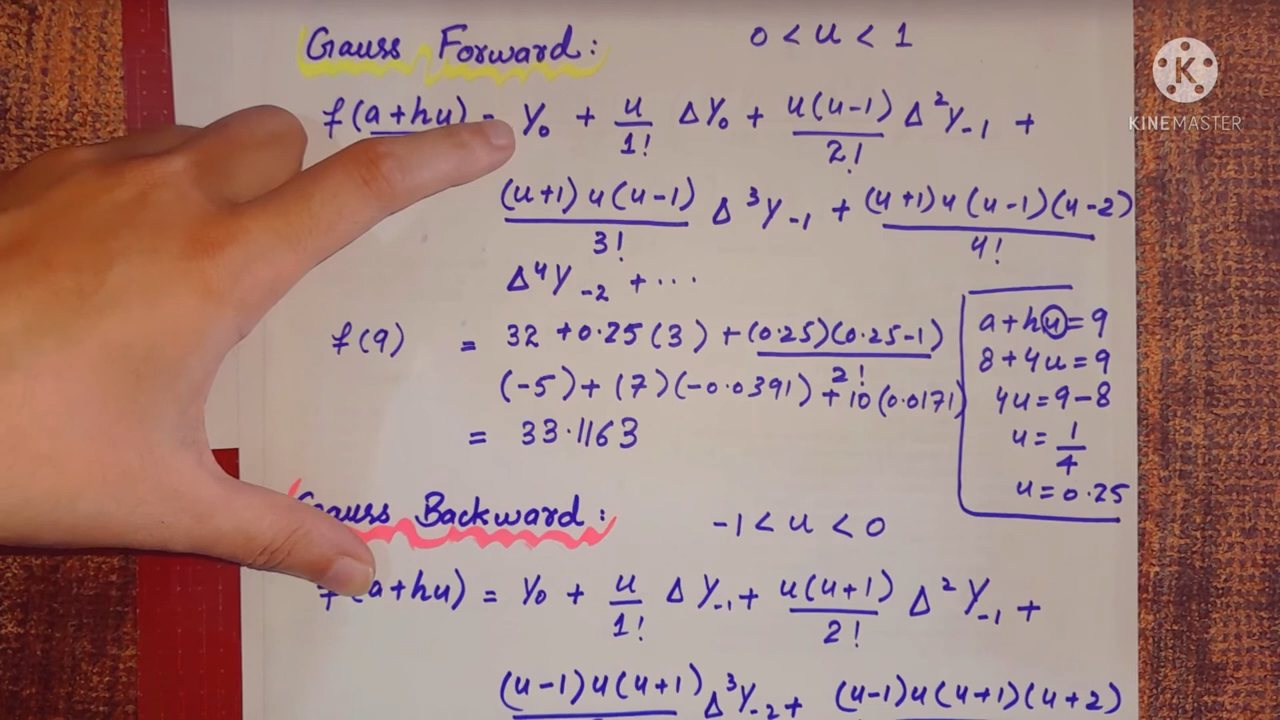 Gauss Forward: 0 < u < 1
f(a+hu) = Y₀ + u/1! ΔY₀ + u(u-1)/2! Δ²Y₋₁ +
(u+1)u(u-1)/3! Δ³Y₋₁ + (u+1)u(u-1)(u-2)/4!
Δ⁴Y₋₂ + ...
f(9) = 32 + 0.25(3) + (0.25)(0.25-1)/2!
(-5) + (7)(-0.0391) + 10(0.0171)
= 33.1163
a+hu=9
8+4u=9
4u=9-8
u=1/4
u=0.25
Gauss Backward: -1 < u < 0
f(a+hu) = Y₀ + u/1! ΔY₋₁ + u(u+1)/2! Δ²Y₋₁ +
(u-1)u(u+1) Δ³Y₋₂ + (u-1)u(u+1)(u+2)
KINEMASTER